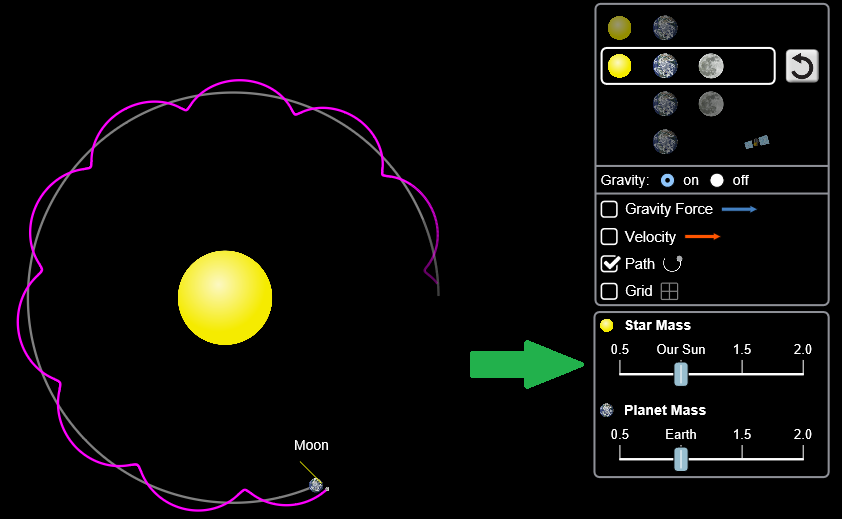 Gravity: on off
Gravity Force
Velocity
Path
Grid
Star Mass
0.5 Our Sun 1.5 2.0
Planet Mass
0.5 Earth 1.5 2.0
Moon